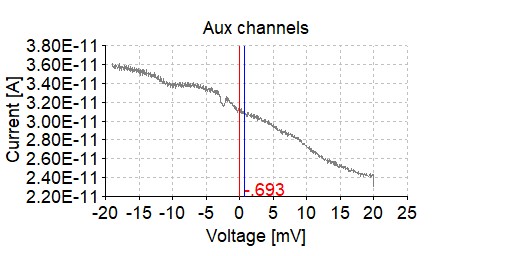 Aux channels
3.80E-11
3.60E-11
3.40E-11
3.20E-11
3.00E-11
2.80E-11
2.60E-11
2.40E-11
2.20E-11
Current [A]
-.693
-20 -15 -10 -5 0 5 10 15 20 25
Voltage [mV]